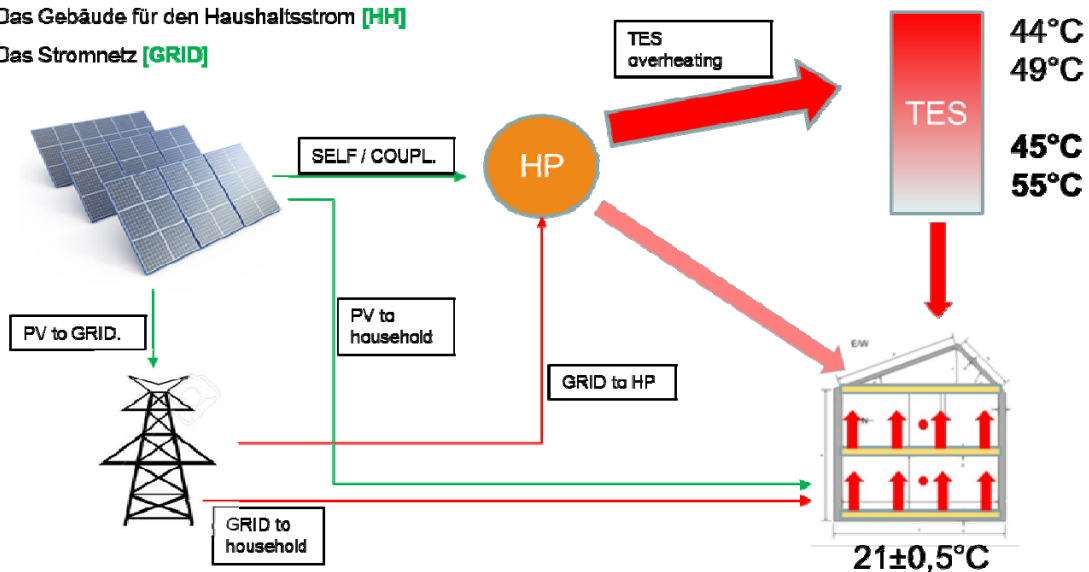 Das Gebäude für den Haushaltsstrom [HH]
Das Stromnetz [GRID]
TES
overheating
44°C
49°C
TES
45°C
55°C
SELF / COUPL.
HP
PV to GRID.
PV to
household
E/W
GRID to HP
GRID to
household
21±0,5°C